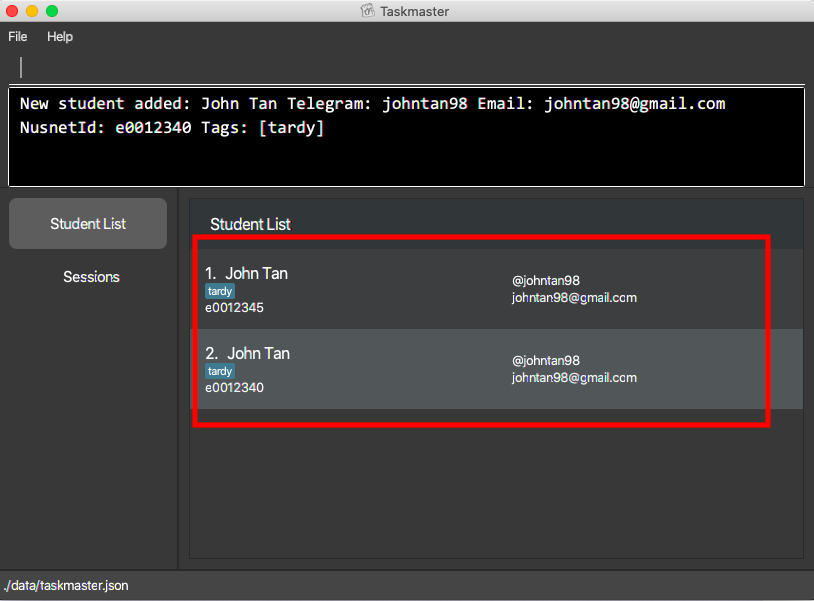 Taskmaster
File Help
New student added: John Tan Telegram: johntan98 Email: johntan98@gmail.com
NusnetId: e0012340 Tags: [tardy]
Student List
Sessions
Student List
1. John Tan
tardy
e0012345
@johntan98
johntan98@gmail.com
2. John Tan
tardy
e0012340
@johntan98
johntan98@gmail.com
./data/taskmaster.json